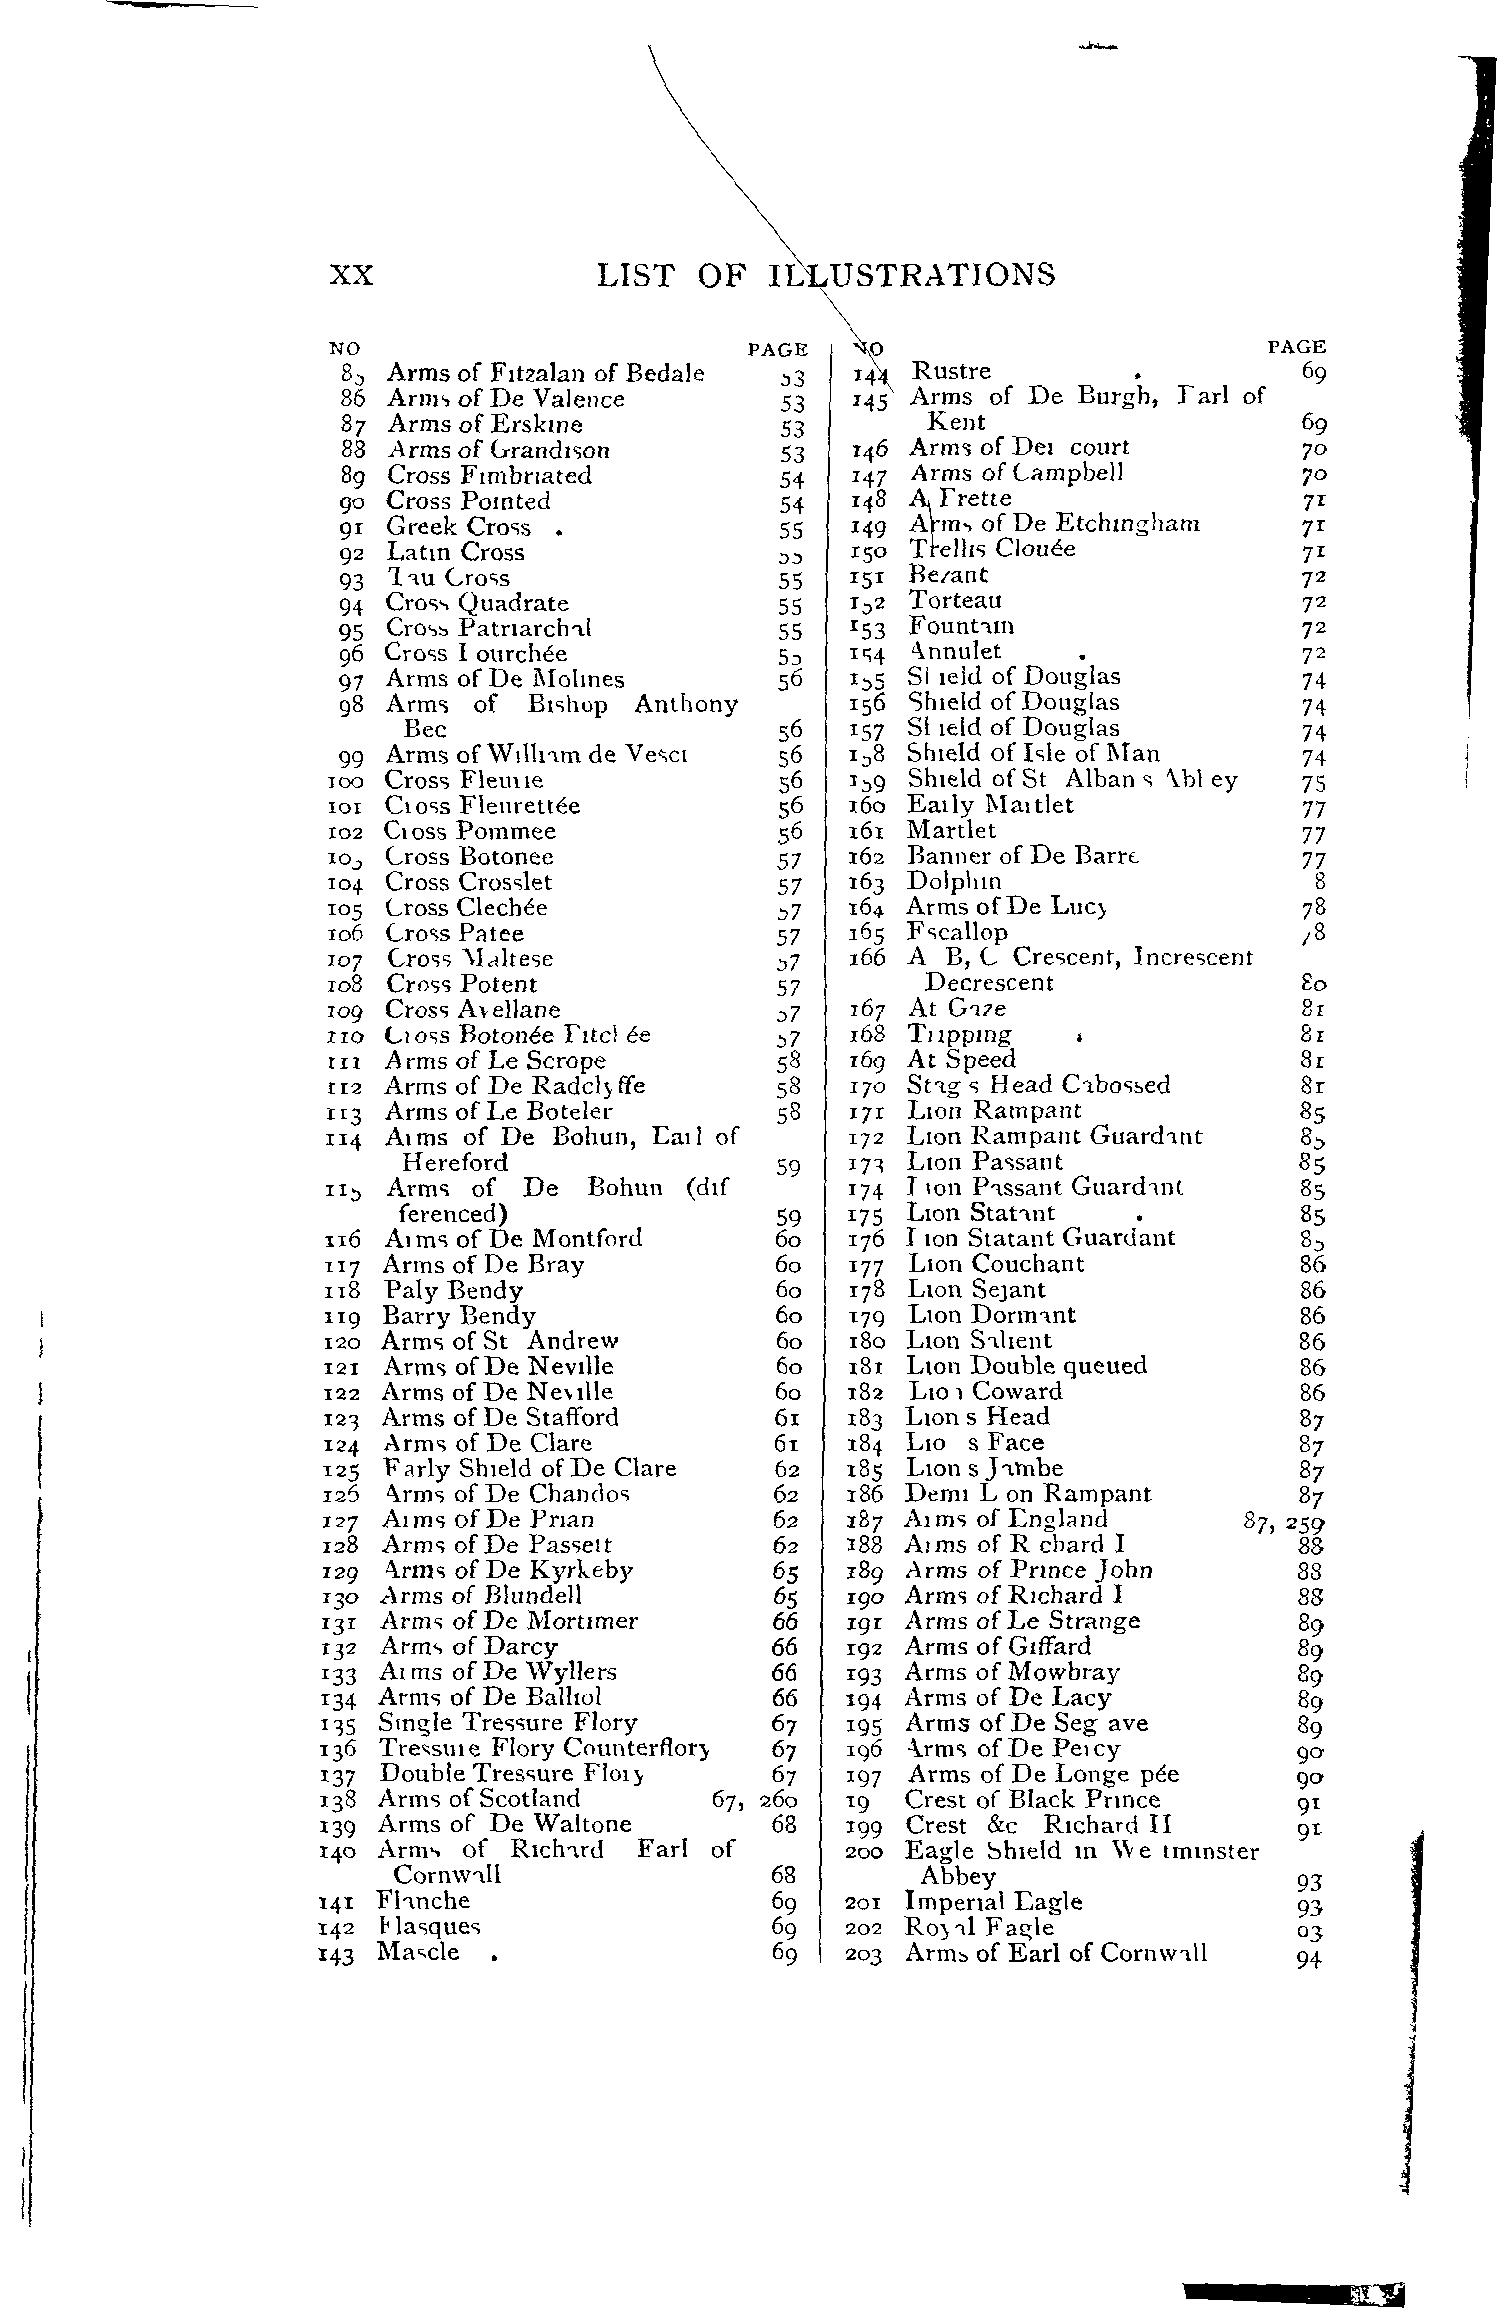 XX LIST OF ILLUSTRATIONS
NO PAGE
85 Arms of Fitzalan of Bedale 53
86 Arms of De Valence 53
87 Arms of Erskine 53
88 Arms of Grandison 53
89 Cross Fimbriated 54
90 Cross Pointed 54
91 Greek Cross . 55
92 Latin Cross 55
93 Tau Cross 55
94 Cross Quadrate 55
95 Cross Patriarchal 55
96 Cross Fourchée 55
97 Arms of De Molines 56
98 Arms of Bishop Anthony
Bec 56
99 Arms of William de Vesci 56
100 Cross Fleurie 56
101 Cross Fleurettée 56
102 Cross Pommee 56
103 Cross Botonee 57
104 Cross Crosslet 57
105 Cross Clechée 57
106 Cross Patee 57
107 Cross Maltese 57
108 Cross Potent 57
109 Cross Avellane 57
110 Cross Botonée Fitchée 57
111 Arms of Le Scrope 58
112 Arms of De Radclyffe 58
113 Arms of Le Boteler 58
114 Arms of De Bohun, Earl of
Hereford 59
115 Arms of De Bohun (dif
ferenced) 59
116 Arms of De Montford 60
117 Arms of De Bray 60
118 Paly Bendy 60
119 Barry Bendy 60
120 Arms of St Andrew 60
121 Arms of De Neville 60
122 Arms of De Neville 60
123 Arms of De Stafford 61
124 Arms of De Clare 61
125 Early Shield of De Clare 62
126 Arms of De Chandos 62
127 Arms of De Prian 62
128 Arms of De Passett 62
129 Arms of De Kyrkeby 65
130 Arms of Blundell 65
131 Arms of De Mortimer 66
132 Arms of Darcy 66
133 Arms of De Wyllers 66
134 Arms of De Balliol 66
135 Single Tressure Flory 67
136 Tressure Flory Counterflory 67
137 Double Tressure Flory 67
138 Arms of Scotland 67, 260
139 Arms of De Waltone 68
140 Arms of Richard Earl of
Cornwall 68
141 Flanche 69
142 Flasques 69
143 Mascle . 69
NO PAGE
144 Rustre . 69
145 Arms of De Burgh, Earl of
Kent 69
146 Arms of Dei court 70
147 Arms of Campbell 70
148 A Frette 71
149 Arms of De Etchingham 71
150 Trellis Clouée 71
151 Bezant 72
152 Torteau 72
153 Fountain 72
154 Annulet . 72
155 Shield of Douglas 74
156 Shield of Douglas 74
157 Shield of Douglas 74
158 Shield of Isle of Man 74
159 Shield of St Alban s Abbey 75
160 Early Martlet 77
161 Martlet 77
162 Banner of De Barre 77
163 Dolphin 8
164 Arms of De Lucy 78
165 Escallop 78
166 A B, C Crescent, Increscent
Decrescent 80
167 At Gaze 81
168 Tripping . 81
169 At Speed 81
170 Stag s Head Cabossed 81
171 Lion Rampant 85
172 Lion Rampant Guardant 85
173 Lion Passant 85
174 Lion Passant Guardant 85
175 Lion Statant . 85
176 Lion Statant Guardant 85
177 Lion Couchant 86
178 Lion Sejant 86
179 Lion Dormant 86
180 Lion Salient 86
181 Lion Double queued 86
182 Lion Coward 86
183 Lion s Head 87
184 Lio s Face 87
185 Lion s Jambe 87
186 Demi L on Rampant 87
187 Arms of England 87, 259
188 Arms of R chard I 88
189 Arms of Prince John 88
190 Arms of Richard I 88
191 Arms of Le Strange 89
192 Arms of Giffard 89
193 Arms of Mowbray 89
194 Arms of De Lacy 89
195 Arms of De Seg ave 89
196 Arms of De Percy 90
197 Arms of De Longe pée 90
19 Crest of Black Prince 91
199 Crest &c Richard II 91
200 Eagle Shield in We tminster
Abbey 93
201 Imperial Eagle 93
202 Royal Eagle 93
203 Arms of Earl of Cornwall 94